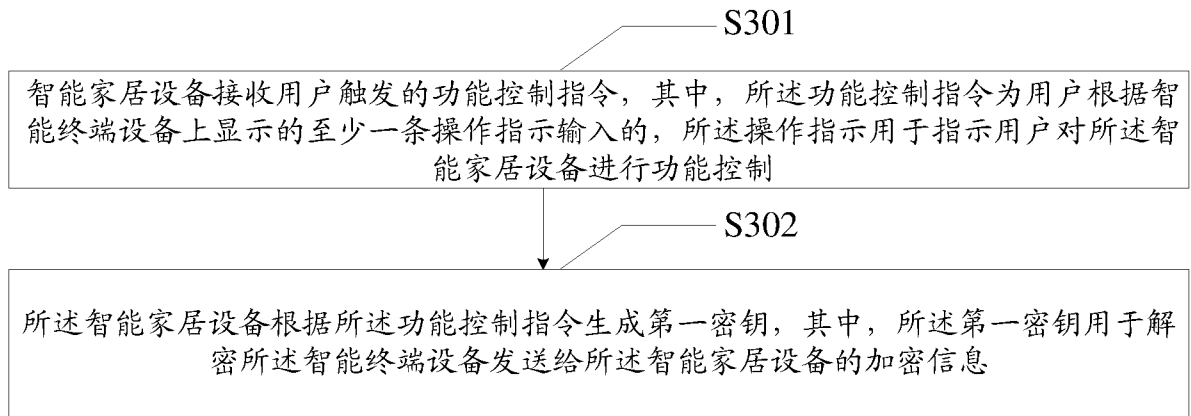 S301
智能家居设备接收用户触发的功能控制指令，其中，所述功能控制指令为用户根据智
能终端设备上显示的至少一条操作指示输入的，所述操作指示用于指示用户对所述智
能家居设备进行功能控制
S302
所述智能家居设备根据所述功能控制指令生成第一密钥，其中，所述第一密钥用于解
密所述智能终端设备发送给所述智能家居设备的加密信息